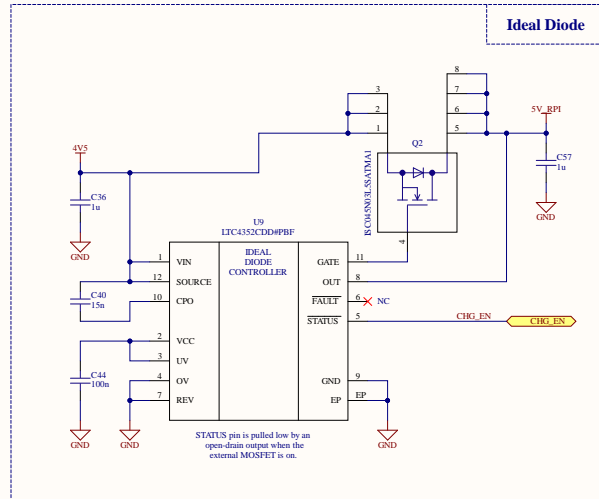 Ideal Diode
8
3
7
2
6
5V_RPI
1
5
4V5
Q2
C57
1u
ISC045N03L5SATMA1
C36
1u
GND
4
GND
U9
LTC4352CDD#PBF
IDEAL
DIODE
CONTROLLER
1
VIN
GATE
11
12
SOURCE
OUT
8
C40
15n
10
CPO
FAULT
6
NC
STATUS
5
CHG_EN
CHG_EN
2
VCC
3
UV
C44
100n
4
OV
GND
9
7
REV
EP
EP
GND
GND
GND
STATUS pin is pulled low by an
open-drain output when the
external MOSFET is on.